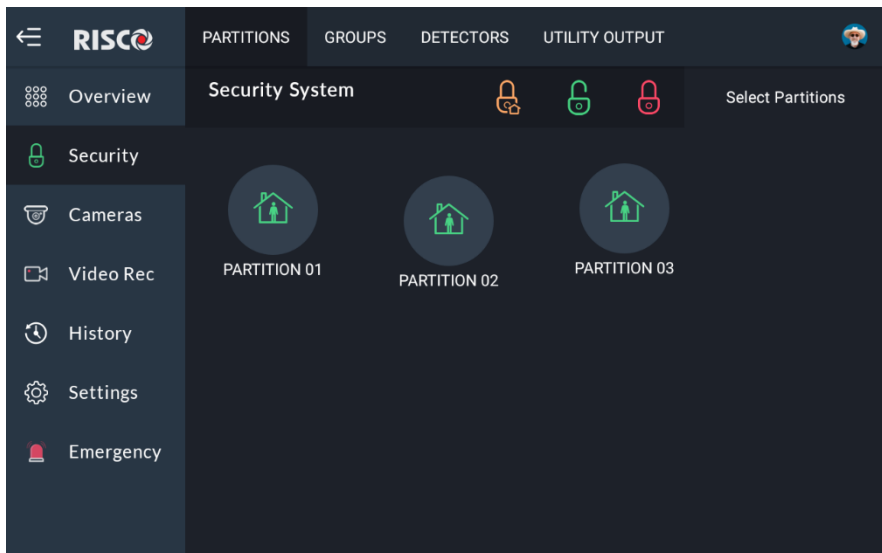 RISCO
PARTITIONS GROUPS DETECTORS UTILITY OUTPUT
Overview
Security
Cameras
Video Rec
History
Settings
Emergency
Security System
Select Partitions
PARTITION 01
PARTITION 02
PARTITION 03